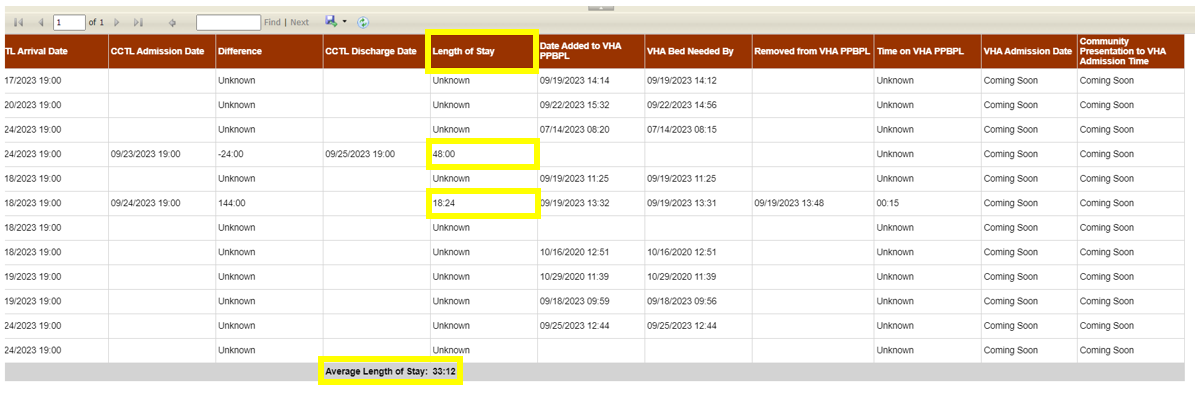 1 of 1 Find | Next
TL Arrival Date CCTL Admission Date Difference CCTL Discharge Date Length of Stay Date Added to VHA PPBPL VHA Bed Needed By Removed from VHA PPBPL Time on VHA PPBPL VHA Admission Date Community Presentation to VHA Admission Time
17/2023 19:00 Unknown Unknown 09/19/2023 14:14 09/19/2023 14:12 Unknown Coming Soon Coming Soon
20/2023 19:00 Unknown Unknown 09/22/2023 15:32 09/22/2023 14:56 Unknown Coming Soon Coming Soon
24/2023 19:00 Unknown Unknown 07/14/2023 08:20 07/14/2023 08:15 Unknown Coming Soon Coming Soon
24/2023 19:00 09/23/2023 19:00 -24:00 09/25/2023 19:00 48:00 Unknown Coming Soon Coming Soon
18/2023 19:00 Unknown Unknown 09/19/2023 11:25 09/19/2023 11:25 Unknown Coming Soon Coming Soon
18/2023 19:00 09/24/2023 19:00 144:00 18:24 09/19/2023 13:32 09/19/2023 13:31 09/19/2023 13:48 00:15 Coming Soon Coming Soon
18/2023 19:00 Unknown Unknown Unknown Coming Soon Coming Soon
18/2023 19:00 Unknown Unknown 10/16/2020 12:51 10/16/2020 12:51 Unknown Coming Soon Coming Soon
19/2023 19:00 Unknown Unknown 10/29/2020 11:39 10/29/2020 11:39 Unknown Coming Soon Coming Soon
19/2023 19:00 Unknown Unknown 09/18/2023 09:59 09/18/2023 09:56 Unknown Coming Soon Coming Soon
24/2023 19:00 Unknown Unknown 09/25/2023 12:44 09/25/2023 12:44 Unknown Coming Soon Coming Soon
24/2023 19:00 Unknown Unknown Unknown Coming Soon Coming Soon
Average Length of Stay: 33:12